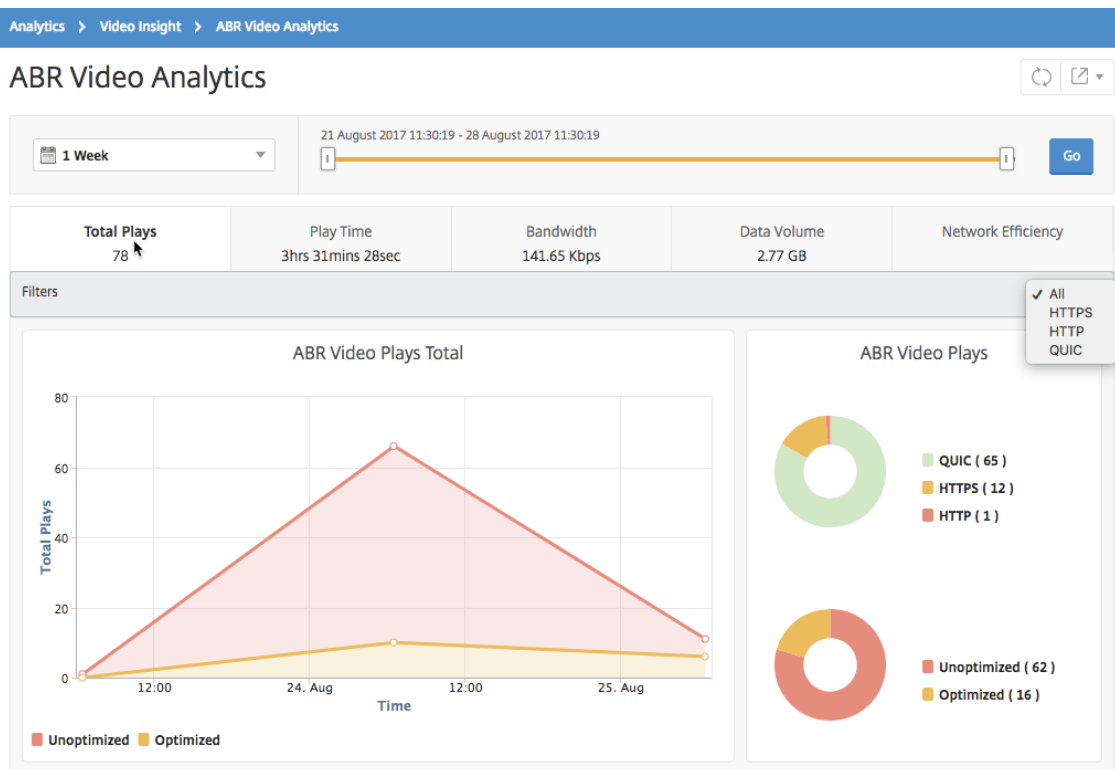 Analytics > Video Insight > ABR Video Analytics
ABR Video Analytics
21 August 2017 11:30:19 - 28 August 2017 11:30:19
1 Week
Go
Total Plays
78
Play Time
3hrs 31mins 28sec
Bandwidth
141.65 Kbps
Data Volume
2.77 GB
Network Efficiency
Filters
✓ All
HTTPS
HTTP
QUIC
ABR Video Plays Total
80
60
40
20
0
Total Plays
12:00
24. Aug
12:00
25. Aug
Time
Unoptimized
Optimized
ABR Video Plays
QUIC ( 65 )
HTTPS ( 12 )
HTTP ( 1 )
Unoptimized ( 62 )
Optimized ( 16 )